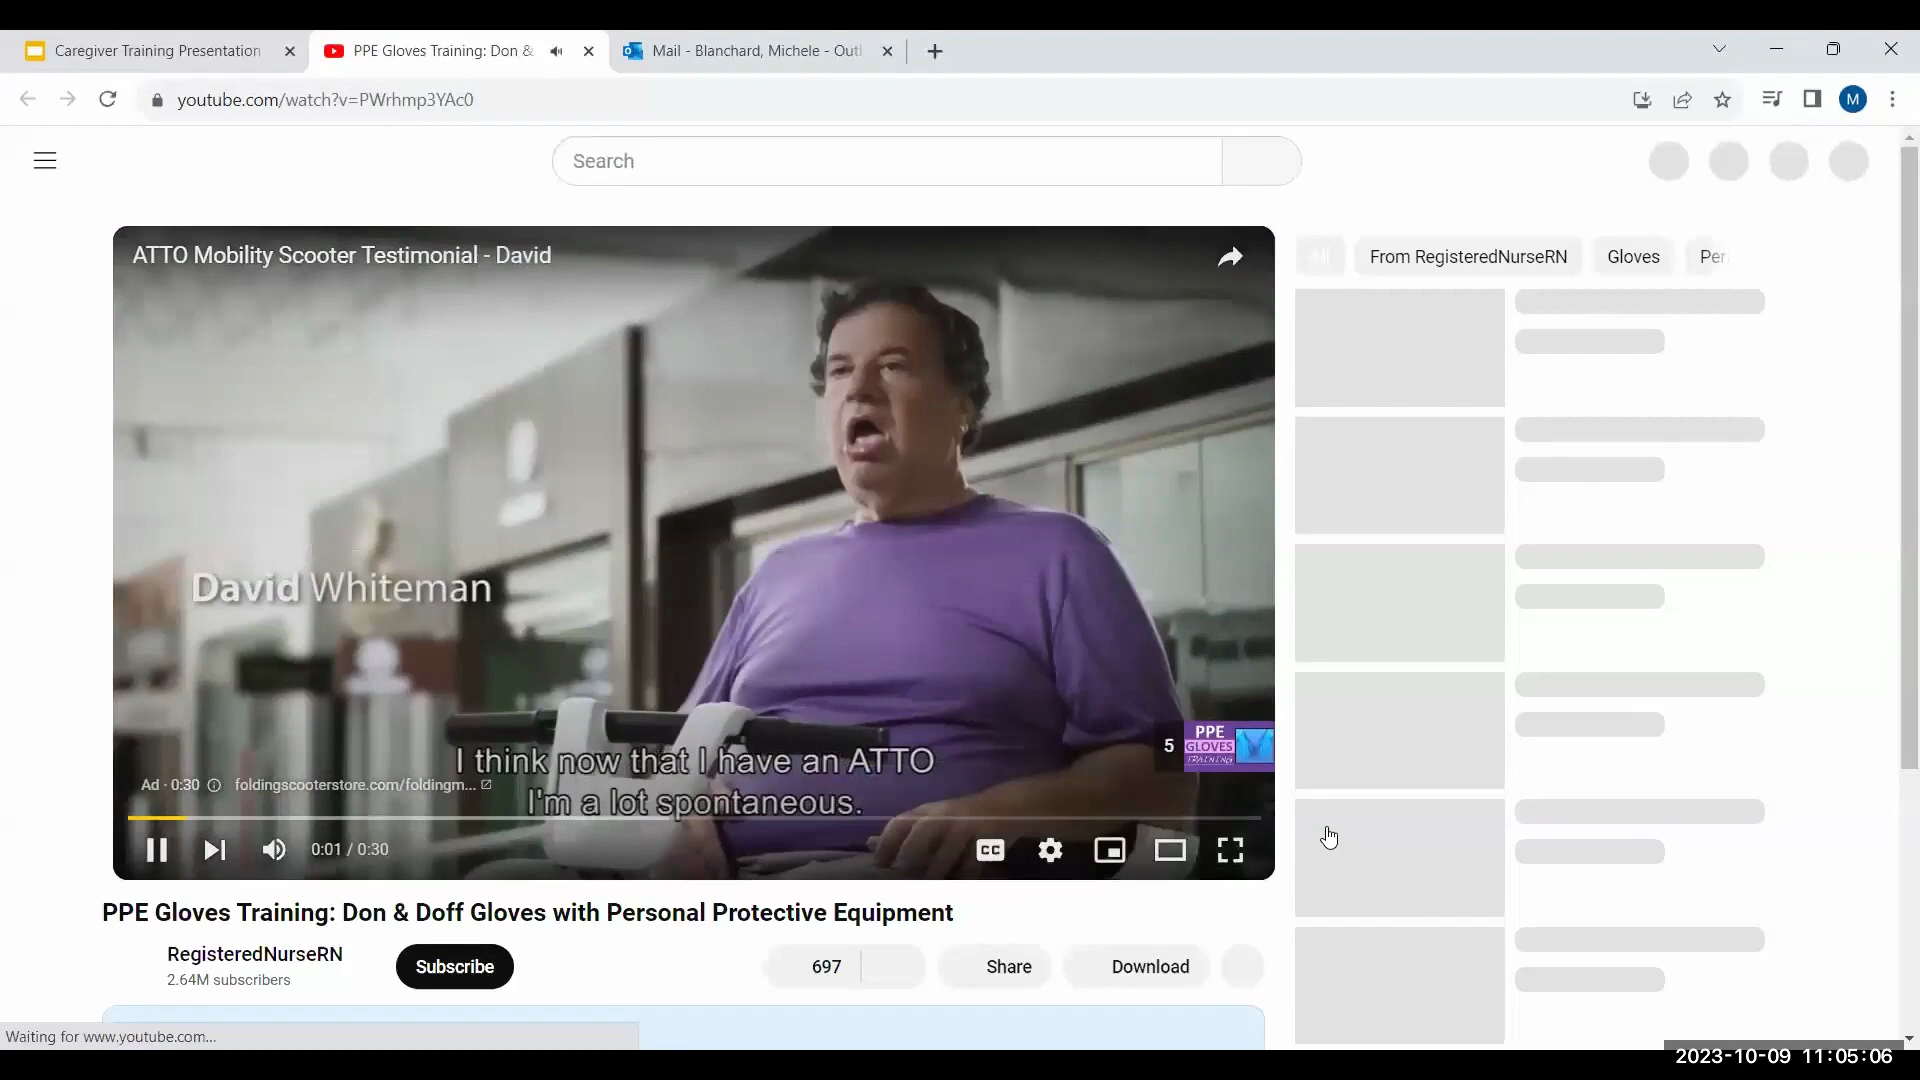 Caregiver Training Presentation
PPE Gloves Training: Don &
Mail - Blanchard, Michele - Outl
youtube.com/watch?v=PWrhmp3YAc0
M
Search
ATTO Mobility Scooter Testimonial - David
All
From RegisteredNurseRN
Gloves
Per
David Whiteman
I think now that I have an ATTO
I'm a lot spontaneous.
5
PPE
GLOVES
TRAINING
Ad · 0:30
foldingscooterstore.com/foldingm...
0:01 / 0:30
CC
PPE Gloves Training: Don & Doff Gloves with Personal Protective Equipment
RegisteredNurseRN
2.64M subscribers
Subscribe
697
Share
Download
Waiting for www.youtube.com...
2023-10-09 11:05:06